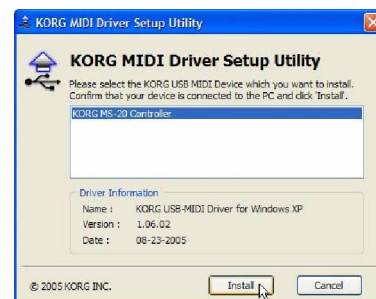 KORG MIDI Driver Setup Utility
KORG MIDI Driver Setup Utility
Please select the KORG USB MIDI Device which you want to install.
Confirm that your device is connected to the PC and click 'Install'.
KORG MS-20 Controller
Driver Information
Name : KORG USB-MIDI Driver for Windows XP
Version : 1.06.02
Date : 08-23-2005
© 2005 KORG INC.
Install
Cancel